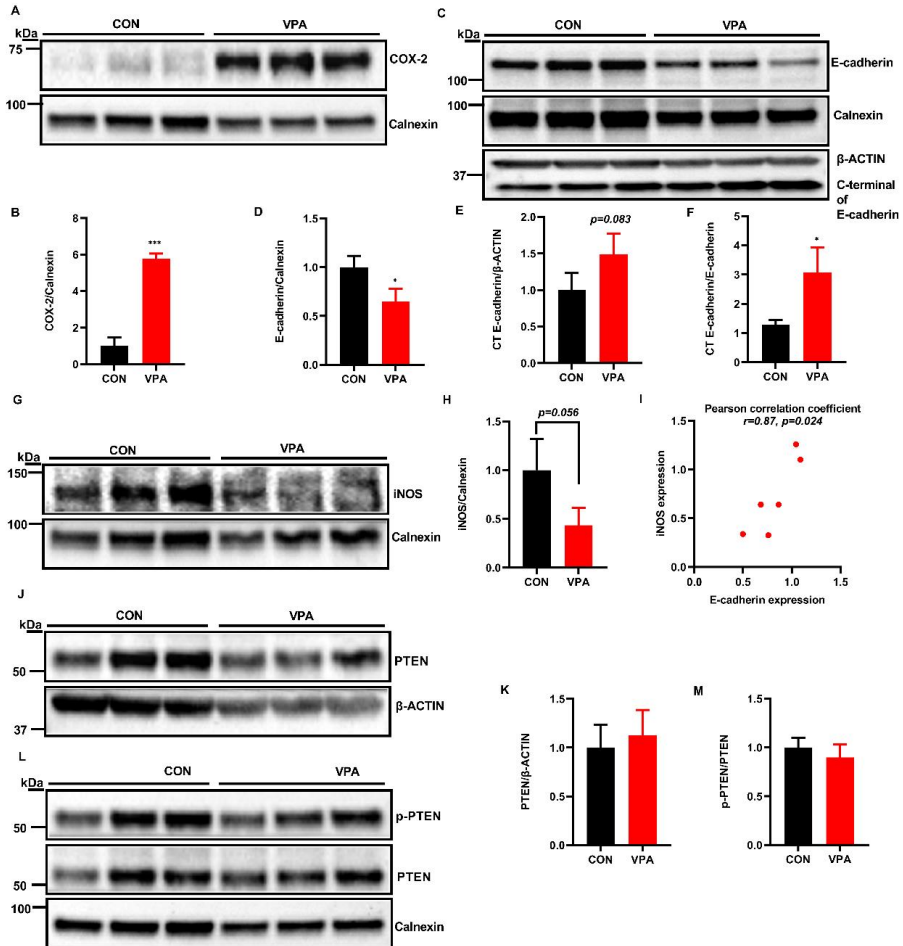 A
kDa
CON
VPA
75
COX-2
100
Calnexin
C
kDa
CON
VPA
E-cadherin
100
100
Calnexin
β-ACTIN
37
C-terminal
of
E-cadherin
B
COX-2/Calnexin
8
6
4
2
0
***
CON
VPA
D
E-cadherin/Calnexin
1.5
1.0
0.5
0.0
*
CON
VPA
E
CT E-cadherin/β-ACTIN
2.0
1.5
1.0
0.5
0.0
p=0.083
CON
VPA
F
CT E-cadherin/E-cadherin
5
4
3
2
1
0
*
CON
VPA
G
kDa
CON
VPA
150
iNOS
100
Calnexin
H
iNOS/Calnexin
1.5
1.0
0.5
0.0
p=0.056
CON
VPA
I
Pearson correlation coefficient
r=0.87, p=0.024
iNOS expression
1.5
1.0
0.5
0.0
0.0
0.5
1.0
1.5
E-cadherin expression
J
kDa
CON
VPA
PTEN
50
β-ACTIN
37
K
PTEN/β-ACTIN
1.5
1.0
0.5
0.0
CON
VPA
M
p-PTEN/PTEN
1.5
1.0
0.5
0.0
CON
VPA
L
kDa
CON
VPA
p-PTEN
50
PTEN
50
100
Calnexin